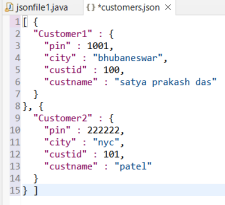 jsonfile1.java {} *customers.json
1 [ {
2 "Customer1" : {
3 "pin" : 1001,
4 "city" : "bhubaneswar",
5 "custid" : 100,
6 "custname" : "satya prakash das"
7 }
8 }, {
9 "Customer2" : {
10 "pin" : 222222,
11 "city" : "nyc",
12 "custid" : 101,
13 "custname" : "patel"
14 }
15 } ]